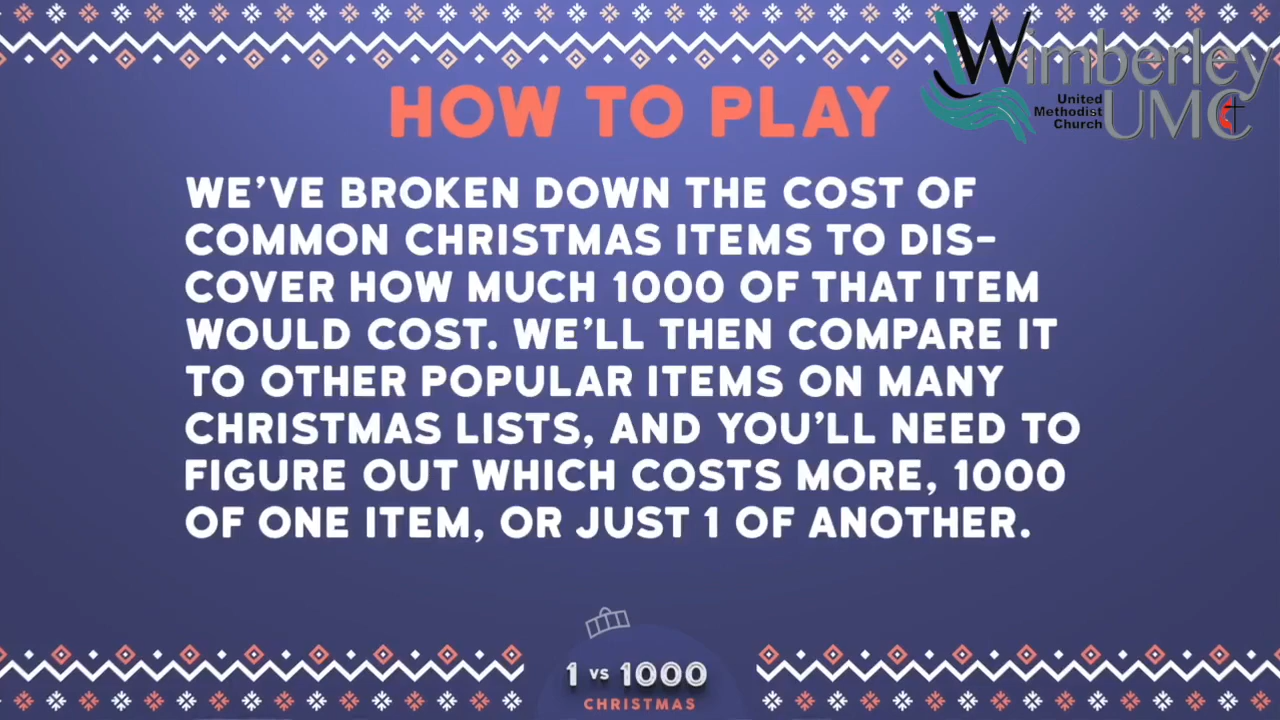 Wimberley
United
Methodist
Church
UMC
HOW TO PLAY
WE'VE BROKEN DOWN THE COST OF
COMMON CHRISTMAS ITEMS TO DIS-
COVER HOW MUCH 1000 OF THAT ITEM
WOULD COST. WE'LL THEN COMPARE IT
TO OTHER POPULAR ITEMS ON MANY
CHRISTMAS LISTS, AND YOU'LL NEED TO
FIGURE OUT WHICH COSTS MORE, 1000
OF ONE ITEM, OR JUST 1 OF ANOTHER.
1 VS 1000
CHRISTMAS